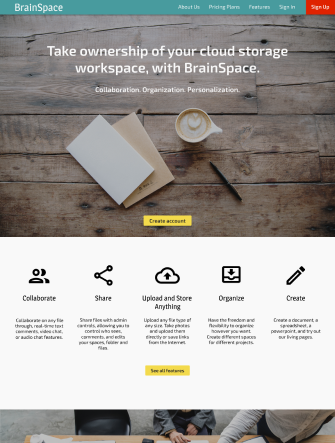 BrainSpace
About Us
Pricing Plans
Features
Sign In
Sign Up
Take ownership of your cloud storage
workspace, with BrainSpace.
Collaboration. Organization. Personalization.
Create account
Collaborate
Collaborate on any file
through, real-time text
comments, video chat,
or audio chat features.
Share
Share files with admin
controls, allowing you to
control who sees,
comments, and edits
your spaces, folder and
files.
Upload and Store
Anything
Upload any file type of
any size. Take photos
and upload them
directly or save links
from the internet.
Organize
Have the freedom and
flexibility to organize
however you want.
Create different spaces
for different projects.
Create
Create a document, a
spreadsheet, a
powerpoint, and try out
our living pages.
See all features